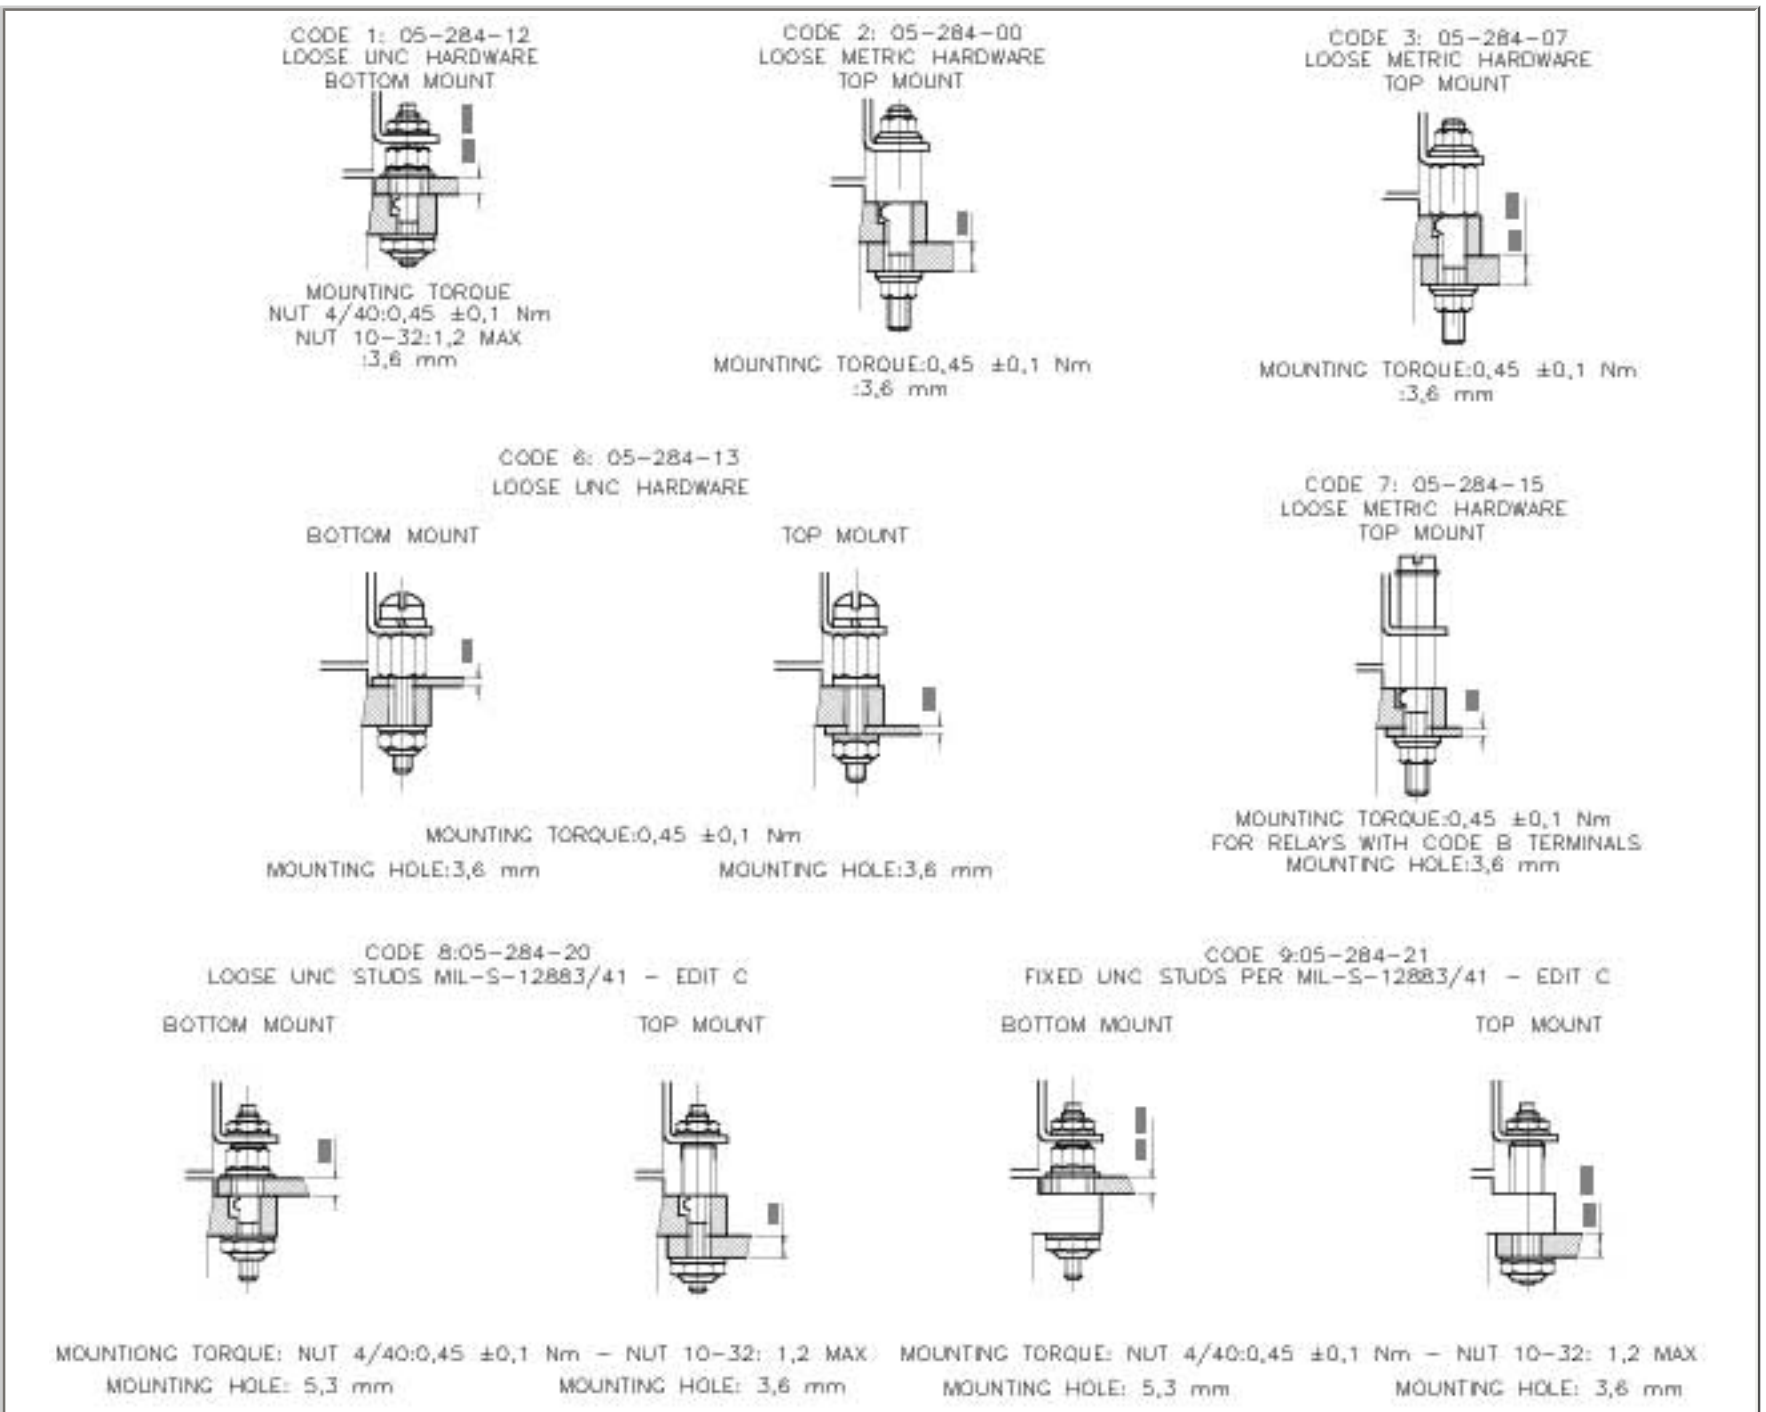 CODE 1: 05-284-12
LOOSE UNC HARDWARE
BOTTOM MOUNT
MOUNTING TORQUE
NUT 4/40:0,45 ±0,1 Nm
NUT 10-32:1,2 MAX
:3,6 mm
CODE 2: 05-284-00
LOOSE METRIC HARDWARE
TOP MOUNT
MOUNTING TORQUE:0,45 ±0,1 Nm
:3,6 mm
CODE 3: 05-284-07
LOOSE METRIC HARDWARE
TOP MOUNT
MOUNTING TORQUE:0,45 ±0,1 Nm
:3,6 mm
CODE 6: 05-284-13
LOOSE UNC HARDWARE
BOTTOM MOUNT
TOP MOUNT
MOUNTING TORQUE:0,45 ±0,1 Nm
MOUNTING HOLE:3,6 mm
MOUNTING HOLE:3,6 mm
CODE 7: 05-284-15
LOOSE METRIC HARDWARE
TOP MOUNT
MOUNTING TORQUE:0,45 ±0,1 Nm
FOR RELAYS WITH CODE B TERMINALS
MOUNTING HOLE:3,6 mm
CODE 8:05-284-20
LOOSE UNC STUDS MIL-S-12883/41 - EDIT C
BOTTOM MOUNT
TOP MOUNT
MOUNTIONG TORQUE: NUT 4/40:0,45 ±0,1 Nm - NUT 10-32: 1,2 MAX
MOUNTING HOLE: 5,3 mm
MOUNTING HOLE: 3,6 mm
CODE 9:05-284-21
FIXED UNC STUDS PER MIL-S-12883/41 - EDIT C
BOTTOM MOUNT
TOP MOUNT
MOUNTING TORQUE: NUT 4/40:0,45 ±0,1 Nm - NUT 10-32: 1,2 MAX
MOUNTING HOLE: 5,3 mm
MOUNTING HOLE: 3,6 mm